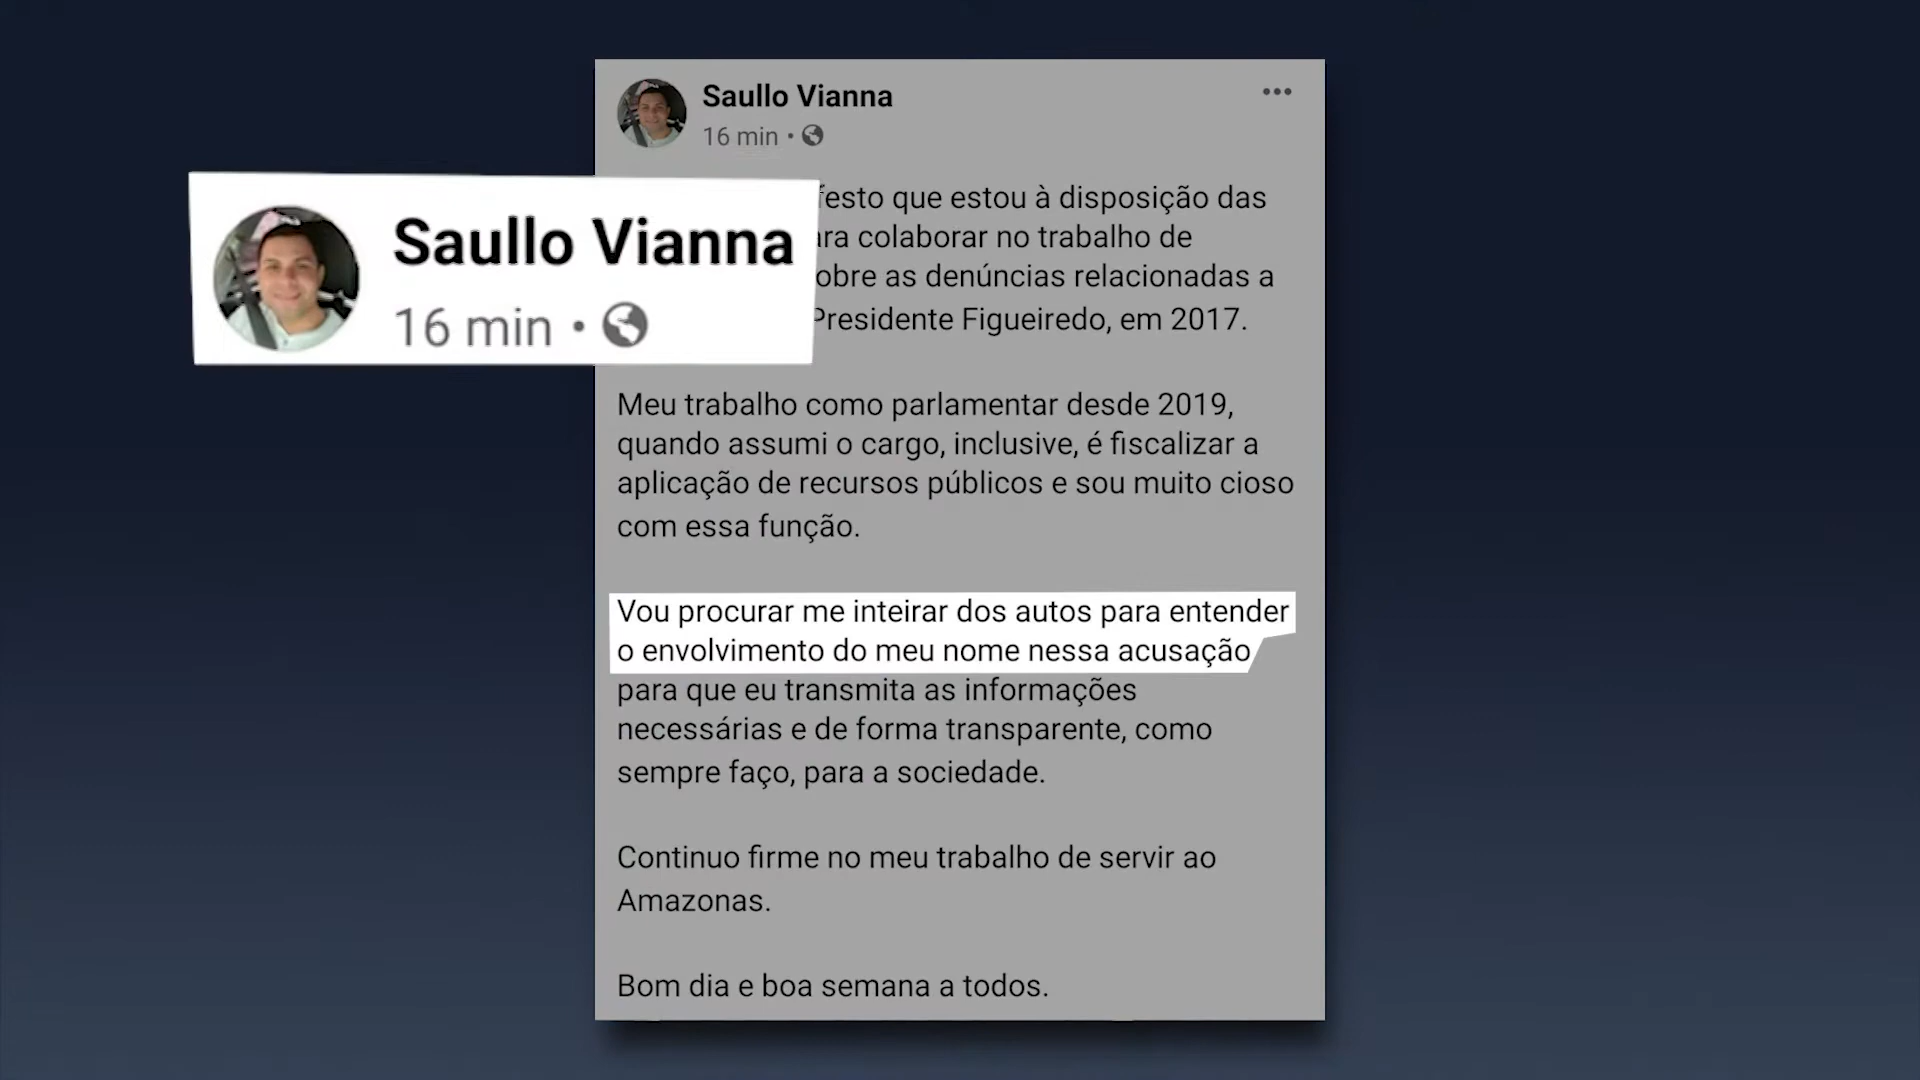 Saullo Vianna
16 min •
Saullo Vianna
16 min •
que estou à disposição das
colaborar no trabalho de
as denúncias relacionadas a
Presidente Figueiredo, em 2017.
Meu trabalho como parlamentar desde 2019,
quando assumi o cargo, inclusive, é fiscalizar a
aplicação de recursos públicos e sou muito cioso
com essa função.
Vou procurar me inteirar dos autos para entender
o envolvimento do meu nome nessa acusação
para que eu transmita as informações
necessárias e de forma transparente, como
sempre faço, para a sociedade.
Continuo firme no meu trabalho de servir ao
Amazonas.
Bom dia e boa semana a todos.